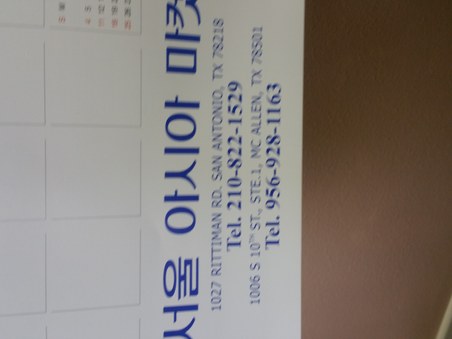 서울 아시아 마켓
1027 RITTIMAN RD. SAN ANTONIO, TX 78218
Tel. 210-822-1529
1006 S 10TH ST., STE.1, MC ALLEN, TX 78501
Tel. 956-928-1163